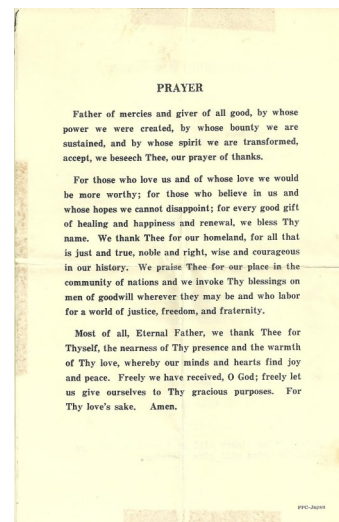 PRAYER
Father of mercies and giver of all good, by whose
power we were created, by whose bounty we are
sustained, and by whose spirit we are transformed,
accept, we beseech Thee, our prayer of thanks.
For those who love us and of whose love we would
be more worthy; for those who believe in us and
whose hopes we cannot disappoint; for every good gift
of healing and happiness and renewal, we bless Thy
name. We thank Thee for our homeland, for all that
is just and true, noble and right, wise and courageous
in our history. We praise Thee for our place in the
community of nations and we invoke Thy blessings on
men of goodwill wherever they may be and who labor
for a world of justice, freedom, and fraternity.
Most of all, Eternal Father, we thank Thee for
Thyself, the nearness of Thy presence and the warmth
of Thy love, whereby our minds and hearts find joy
and peace. Freely we have received, O God; freely let
us give ourselves to Thy gracious purposes. For
Thy love's sake. Amen.
PPC-Japan